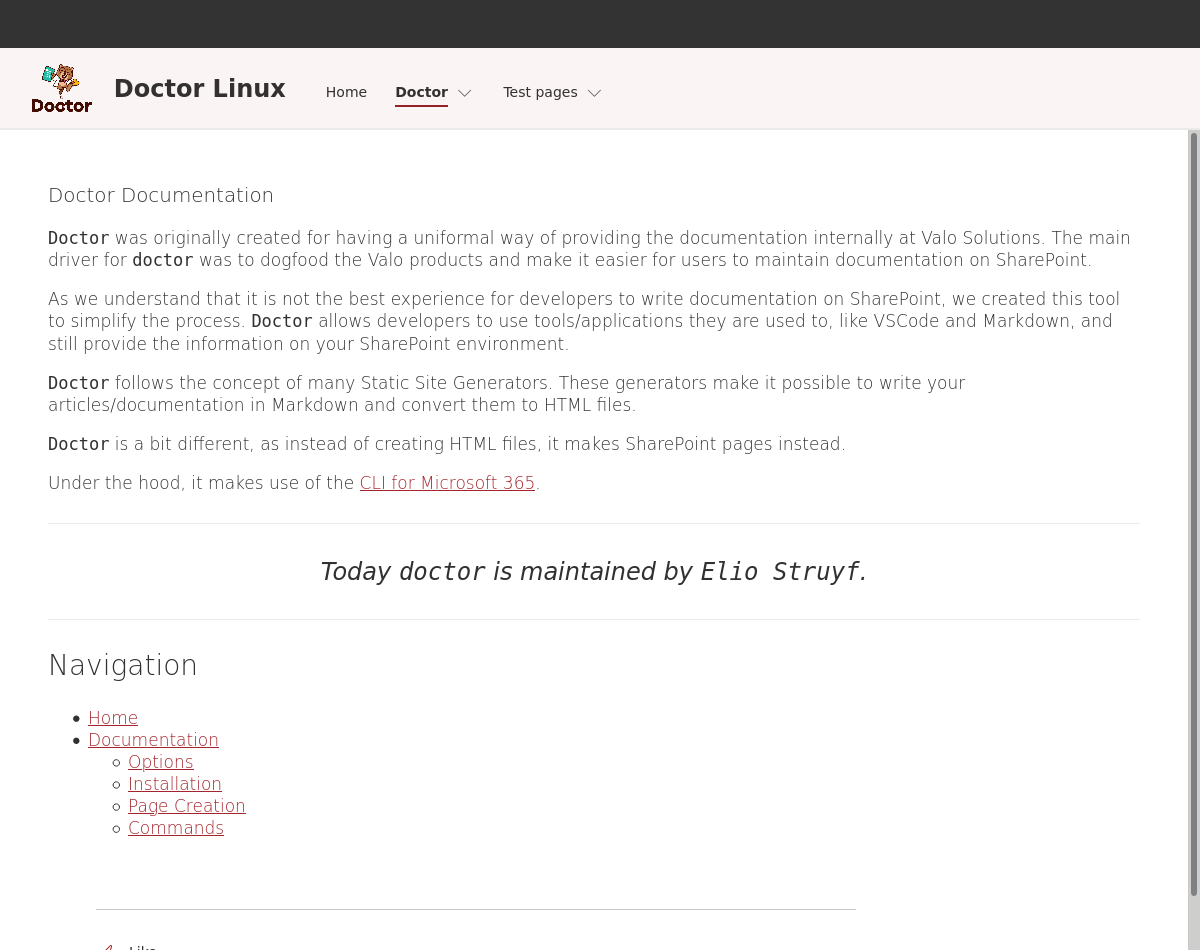 Doctor
Doctor Linux
Home
Doctor
Test pages
Doctor Documentation
Doctor was originally created for having a uniformal way of providing the documentation internally at Valo Solutions. The main
driver for doctor was to dogfood the Valo products and make it easier for users to maintain documentation on SharePoint.
As we understand that it is not the best experience for developers to write documentation on SharePoint, we created this tool
to simplify the process. Doctor allows developers to use tools/applications they are used to, like VSCode and Markdown, and
still provide the information on your SharePoint environment.
Doctor follows the concept of many Static Site Generators. These generators make it possible to write your
articles/documentation in Markdown and convert them to HTML files.
Doctor is a bit different, as instead of creating HTML files, it makes SharePoint pages instead.
Under the hood, it makes use of the CLI for Microsoft 365.
Today doctor is maintained by Elio Struyf.
Navigation
Home
Documentation
Options
Installation
Page Creation
Commands
Like